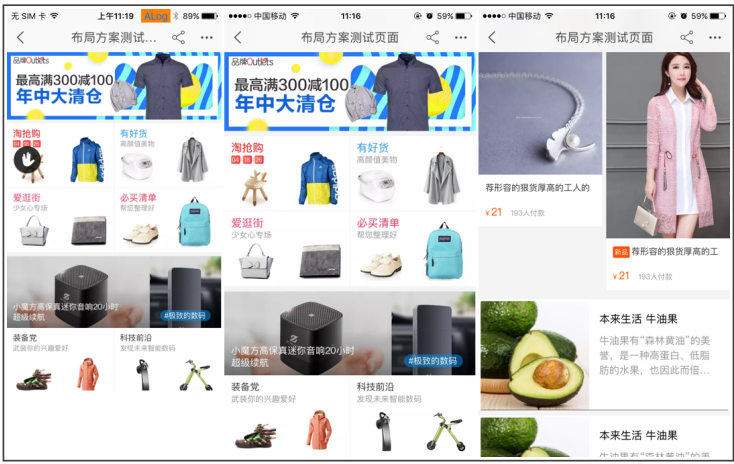 无 SIM 卡
上午11:19
ALog
89%
布局方案测试...
品牌Outlets
最高满300减100
年中大清仓
淘抢购
有好货
高颜值美物
爱逛街
少女心专场
必买清单
帮您整理好
小魔方高保真迷你音响20小时
超级续航
#极致的数码
装备党
武装你的兴趣爱好
科技前沿
发现未来智能数码
中国移动
11:16
59%
布局方案测试页面
品牌Outlets
最高满300减100
年中大清仓
淘抢购
有好货
高颜值美物
爱逛街
少女心专场
必买清单
帮您整理好
小魔方高保真迷你音响20小时
超级续航
#极致的数码
装备党
武装你的兴趣爱好
科技前沿
发现未来智能数码
中国移动
11:16
59%
布局方案测试页面
荐形容的狠货厚高的工人的
¥21 193人付款
新品 荐形容的狠货厚高的工
¥21 193人付款
本来生活 牛油果
牛油果有“森林黄油”的美
誉，是一种高蛋白、低脂
肪的水果，也因此而倍...
本来生活 牛油果
牛油果有“森林黄油”的美